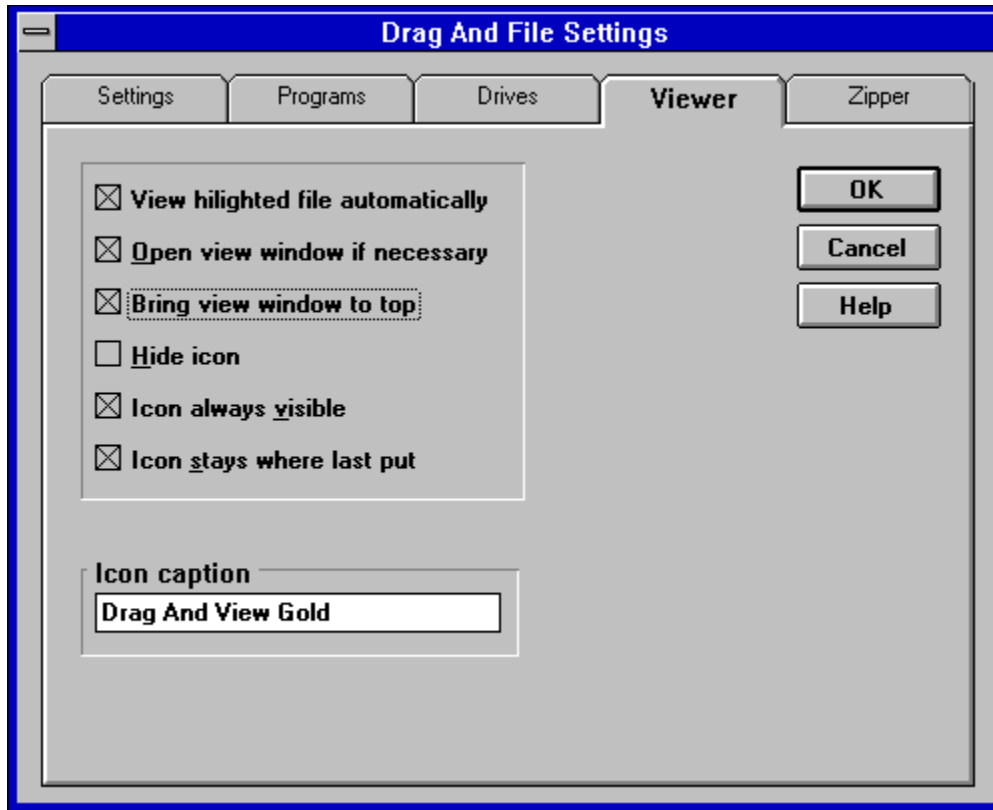 Drag And File Settings
Settings Programs Drives Viewer Zipper
View hilighted file automatically
Open view window if necessary
Bring view window to top
Hide icon
Icon always visible
Icon stays where last put
OK
Cancel
Help
Icon caption
Drag And View Gold